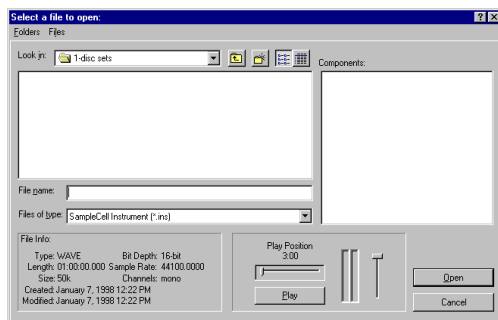 Select a file to open:
Folders Files
Look in: 1-disc sets
Components:
File name:
Files of type: SampleCell Instrument (*.ins)
File Info:
Type: WAVE Bit Depth: 16-bit
Length: 01:00:00.000 Sample Rate: 44100.0000
Size: 50k Channels: mono
Created: January 7, 1998 12:22 PM
Modified: January 7, 1998 12:22 PM
Play Position
3:00
Play
Open
Cancel